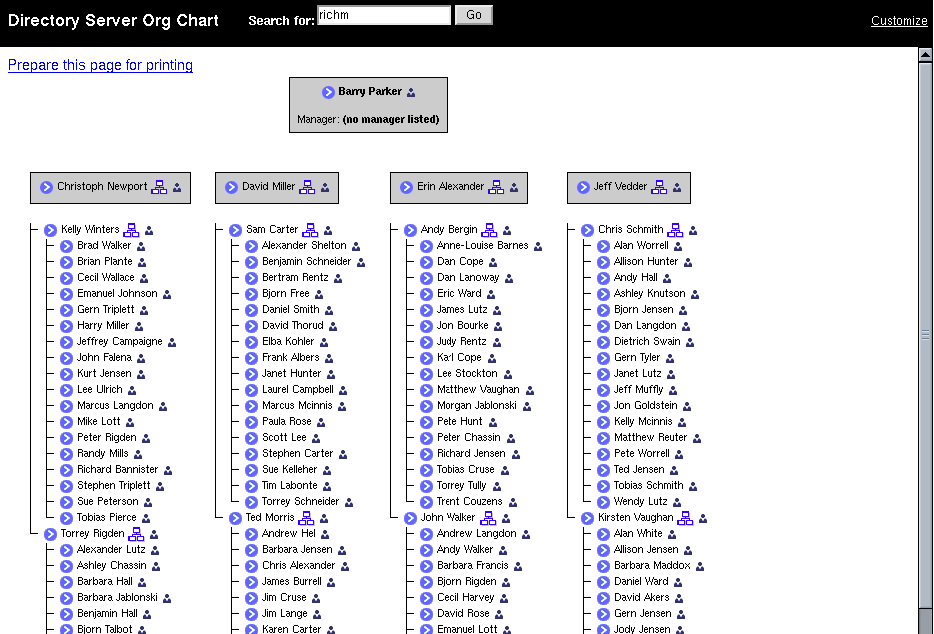 Directory Server Org Chart Search for: richm Go Customize
Prepare this page for printing
Barry Parker
Manager: (no manager listed)
Christoph Newport
Kelly Winters
Brad Walker
Brian Plante
Cecil Wallace
Emanuel Johnson
Gern Triplett
Harry Miller
Jeffrey Campaigne
John Falena
Kurt Jensen
Lee Ulrich
Marcus Langdon
Mike Lott
Peter Rigden
Randy Mills
Richard Bannister
Stephen Triplett
Sue Peterson
Tobias Pierce
Torrey Rigden
Alexander Lutz
Ashley Chassin
Barbara Hall
Barbara Jablonski
Benjamin Hall
Bjorn Talbot
David Miller
Sam Carter
Alexander Shelton
Benjamin Schneider
Bertram Rentz
Bjorn Free
Daniel Smith
David Thorud
Elba Kohler
Frank Albers
Janet Hunter
Laurel Campbell
Marcus Mcinnis
Paula Rose
Scott Lee
Stephen Carter
Sue Kelleher
Tim Labonte
Torrey Schneider
Ted Morris
Andrew Hel
Barbara Jensen
Chris Alexander
James Burrell
Jim Cruse
Jim Lange
Karen Carter
Erin Alexander
Andy Bergin
Anne-Louise Barnes
Dan Cope
Dan Lanoway
Eric Ward
James Lutz
Jon Bourke
Judy Rentz
Karl Cope
Lee Stockton
Matthew Vaughan
Morgan Jablonski
Pete Hunt
Peter Chassin
Richard Jensen
Tobias Cruse
Torrey Tully
Trent Couzens
John Walker
Andrew Langdon
Andy Walker
Barbara Francis
Bjorn Rigden
Cecil Harvey
David Rose
Emanuel Lott
Jeff Vedder
Chris Schmith
Alan Worrell
Allison Hunter
Andy Hall
Ashley Knutson
Bjorn Jensen
Dan Langdon
Dietrich Swain
Gern Tyler
Janet Lutz
Jeff Muffly
Jon Goldstein
Kelly Mcinnis
Matthew Reuter
Pete Worrell
Ted Jensen
Tobias Schmith
Wendy Lutz
Kirsten Vaughan
Alan White
Allison Jensen
Barbara Maddox
Daniel Ward
David Akers
Gern Jensen
Jody Jensen